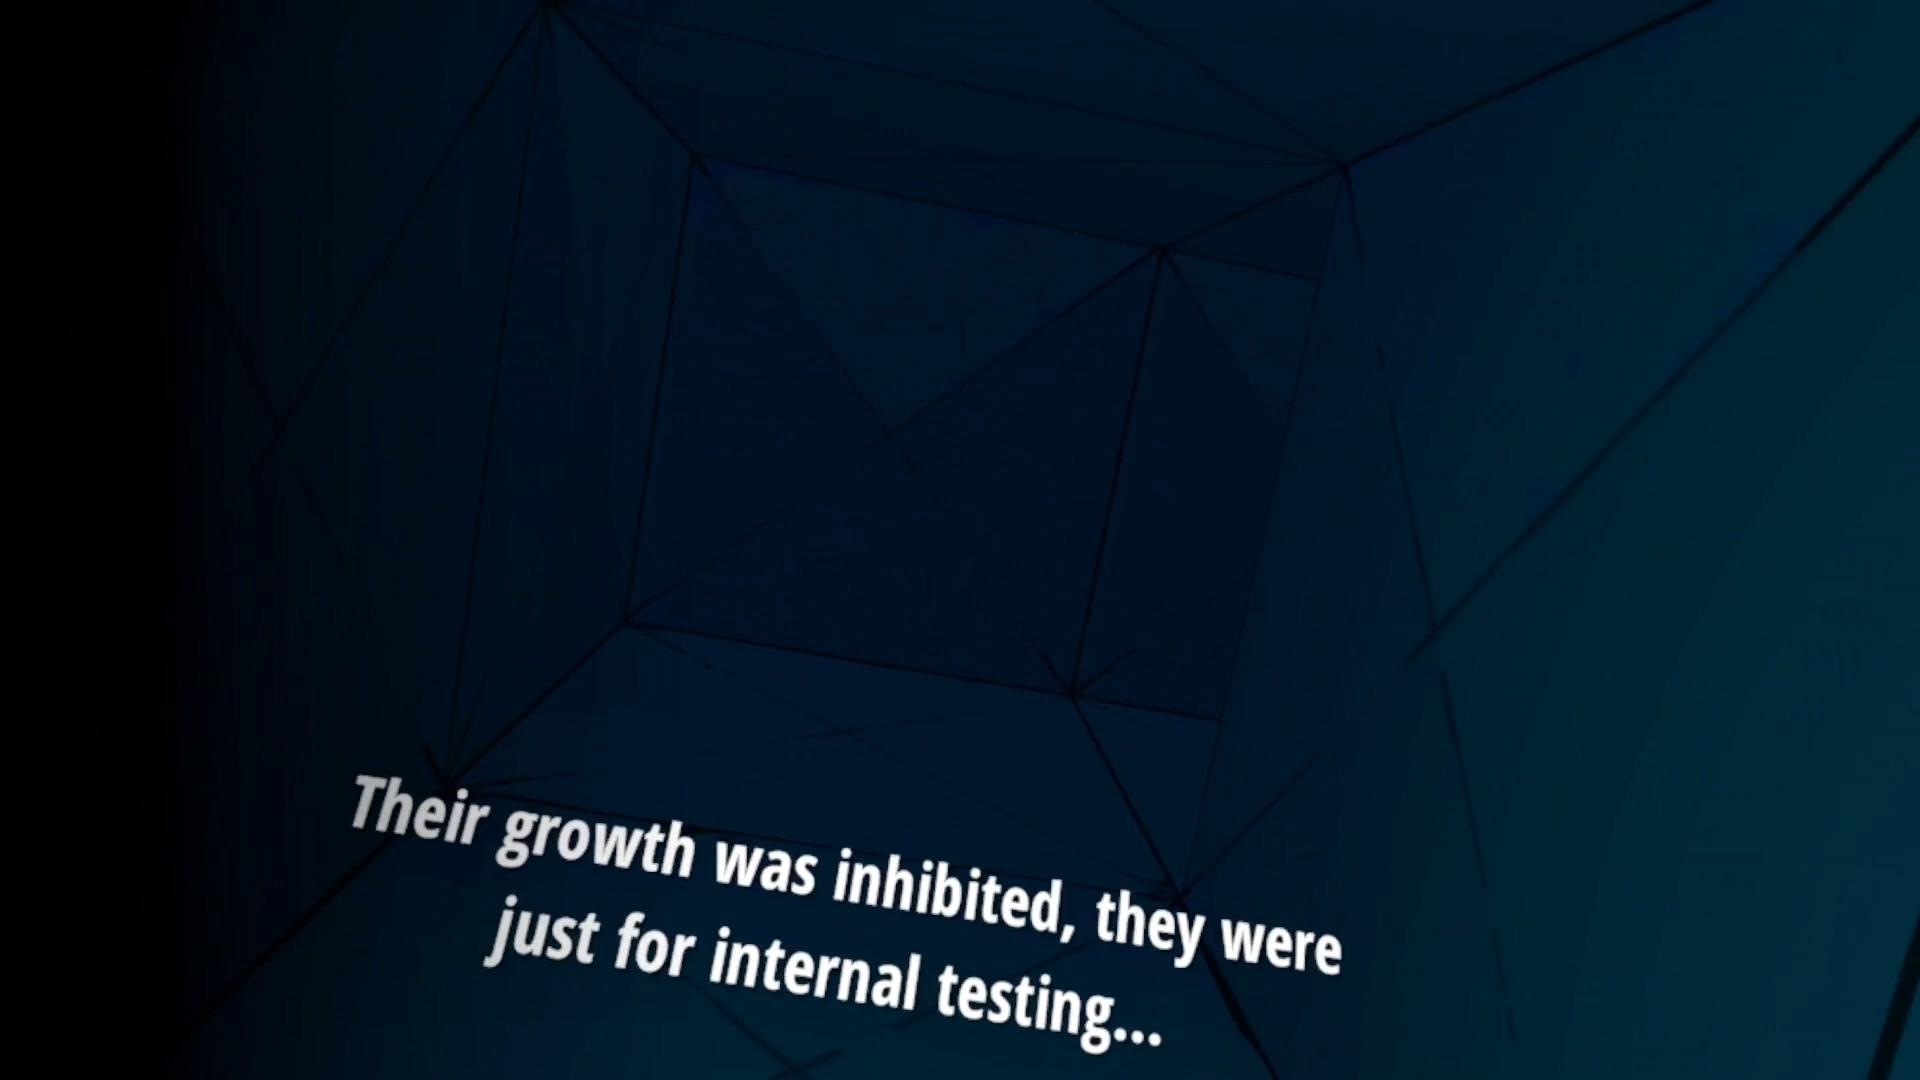 Their growth was inhibited, they were
just for internal testing...